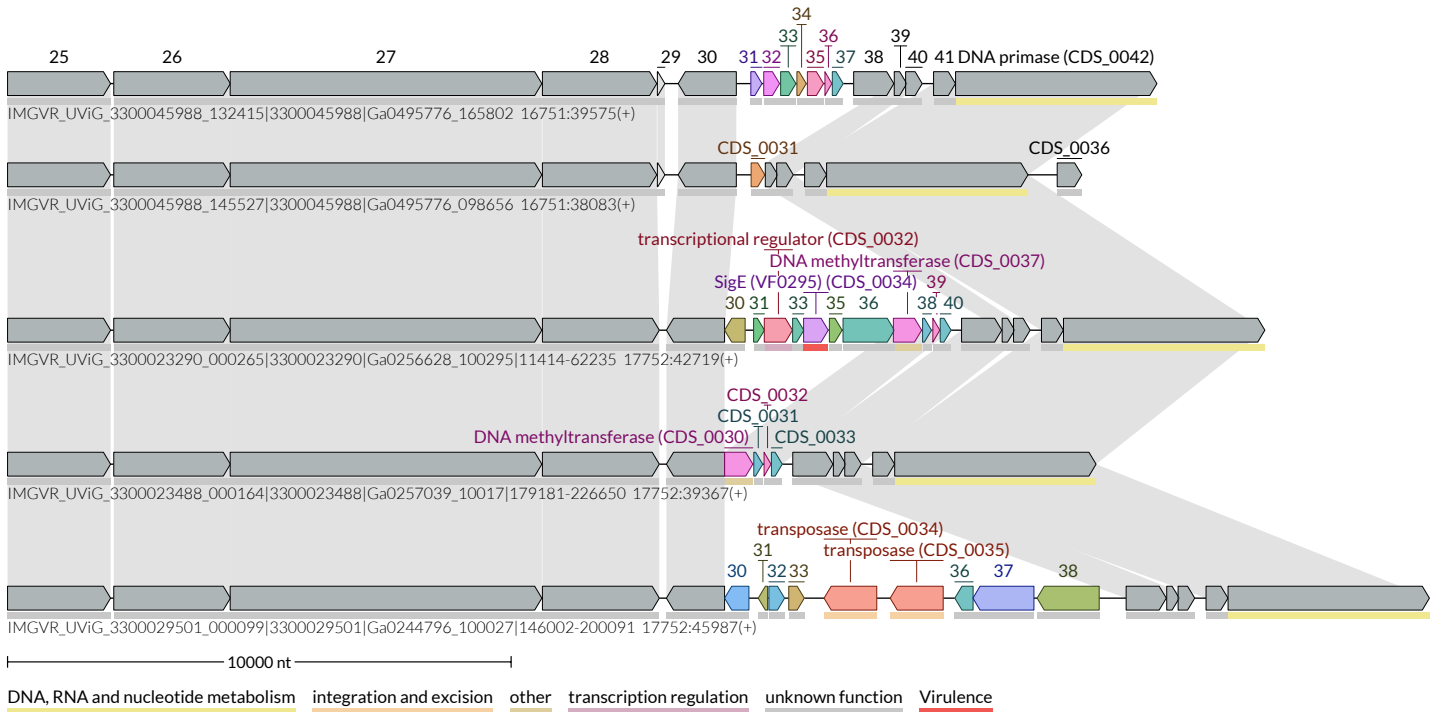 34
33 36 39
25 26 27 28 29 30 31 32 35 37 38 40 41 DNA primase (CDS_0042)
IMGVR_UViG_3300045988_132415|3300045988|Ga0495776_165802 16751:39575(+)
CDS_0031 CDS_0036
IMGVR_UViG_3300045988_145527|3300045988|Ga0495776_098656 16751:38083(+)
transcriptional regulator (CDS_0032)
DNA methyltransferase (CDS_0037)
SigE (VF0295) (CDS_0034) 39
30 31 33 35 36 38 40
IMGVR_UViG_3300023290_000265|3300023290|Ga0256628_100295|11414-62235 17752:42719(+)
CDS_0032
CDS_0031
DNA methyltransferase (CDS_0030) CDS_0033
IMGVR_UViG_3300023488_000164|3300023488|Ga0257039_10017|179181-226650 17752:39367(+)
transposase (CDS_0034)
31 transposase (CDS_0035)
30 32 33 36 37 38
IMGVR_UViG_3300029501_000099|3300029501|Ga0244796_100027|146002-200091 17752:45987(+)
10000 nt
DNA, RNA and nucleotide metabolism integration and excision other transcription regulation unknown function Virulence